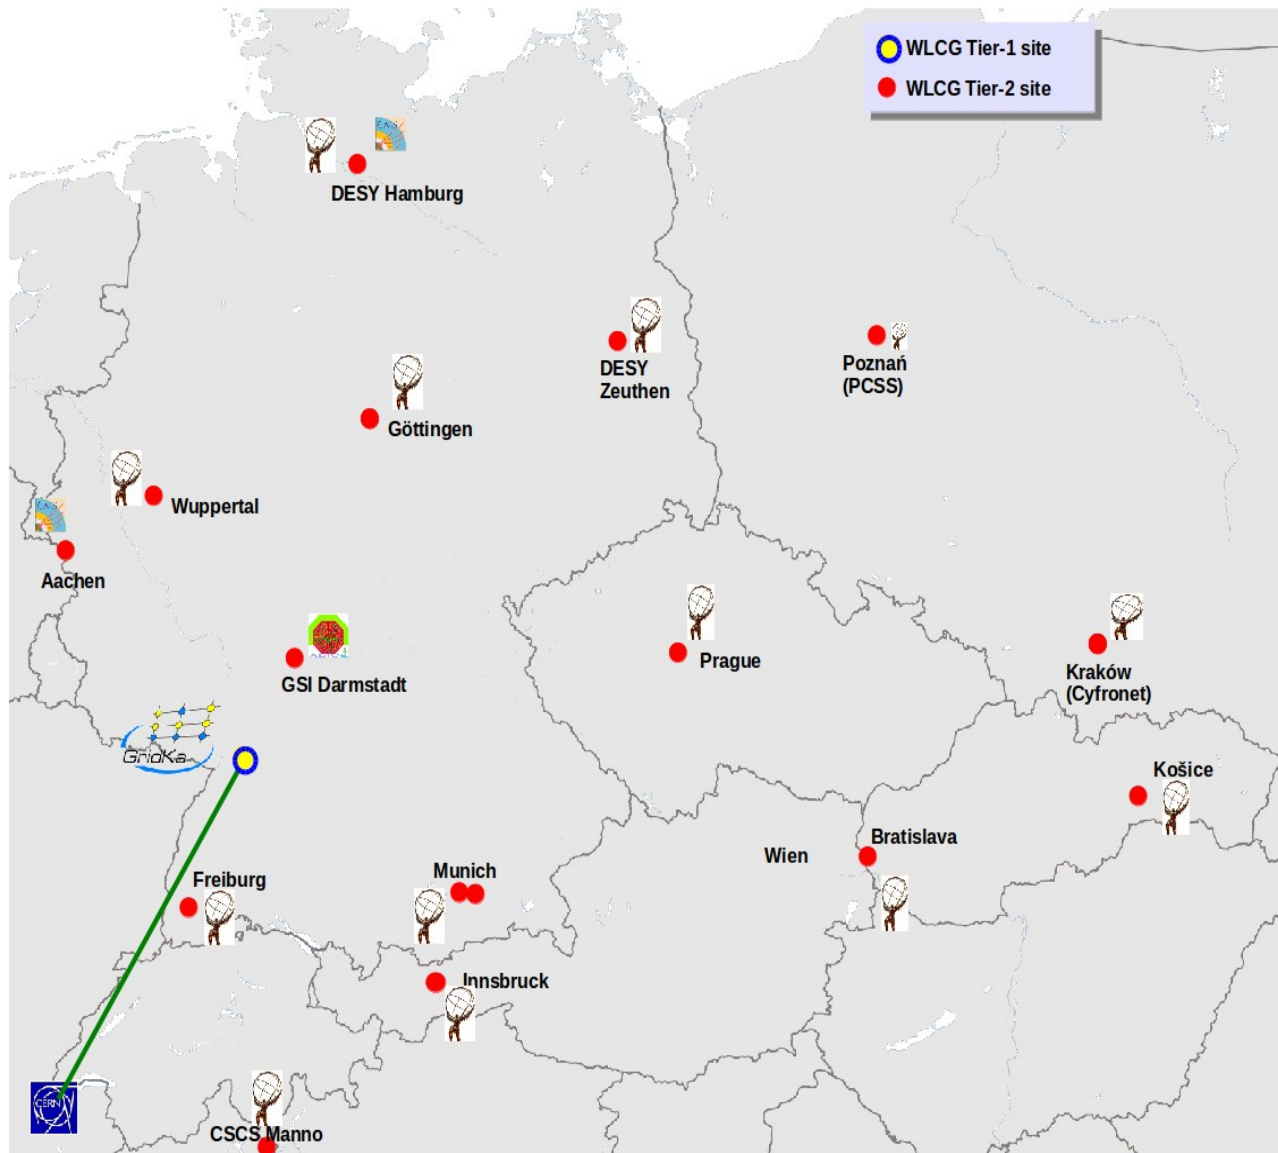 WLCG Tier-1 site
WLCG Tier-2 site
DESY Hamburg
DESY
Zeuthen
Poznań
(PCSS)
Göttingen
Wuppertal
Aachen
Prague
Kraków
(Cyfronet)
GSI Darmstadt
GridKa
Košice
Bratislava
Wien
Munich
Freiburg
Innsbruck
CERN
CSCS Manno